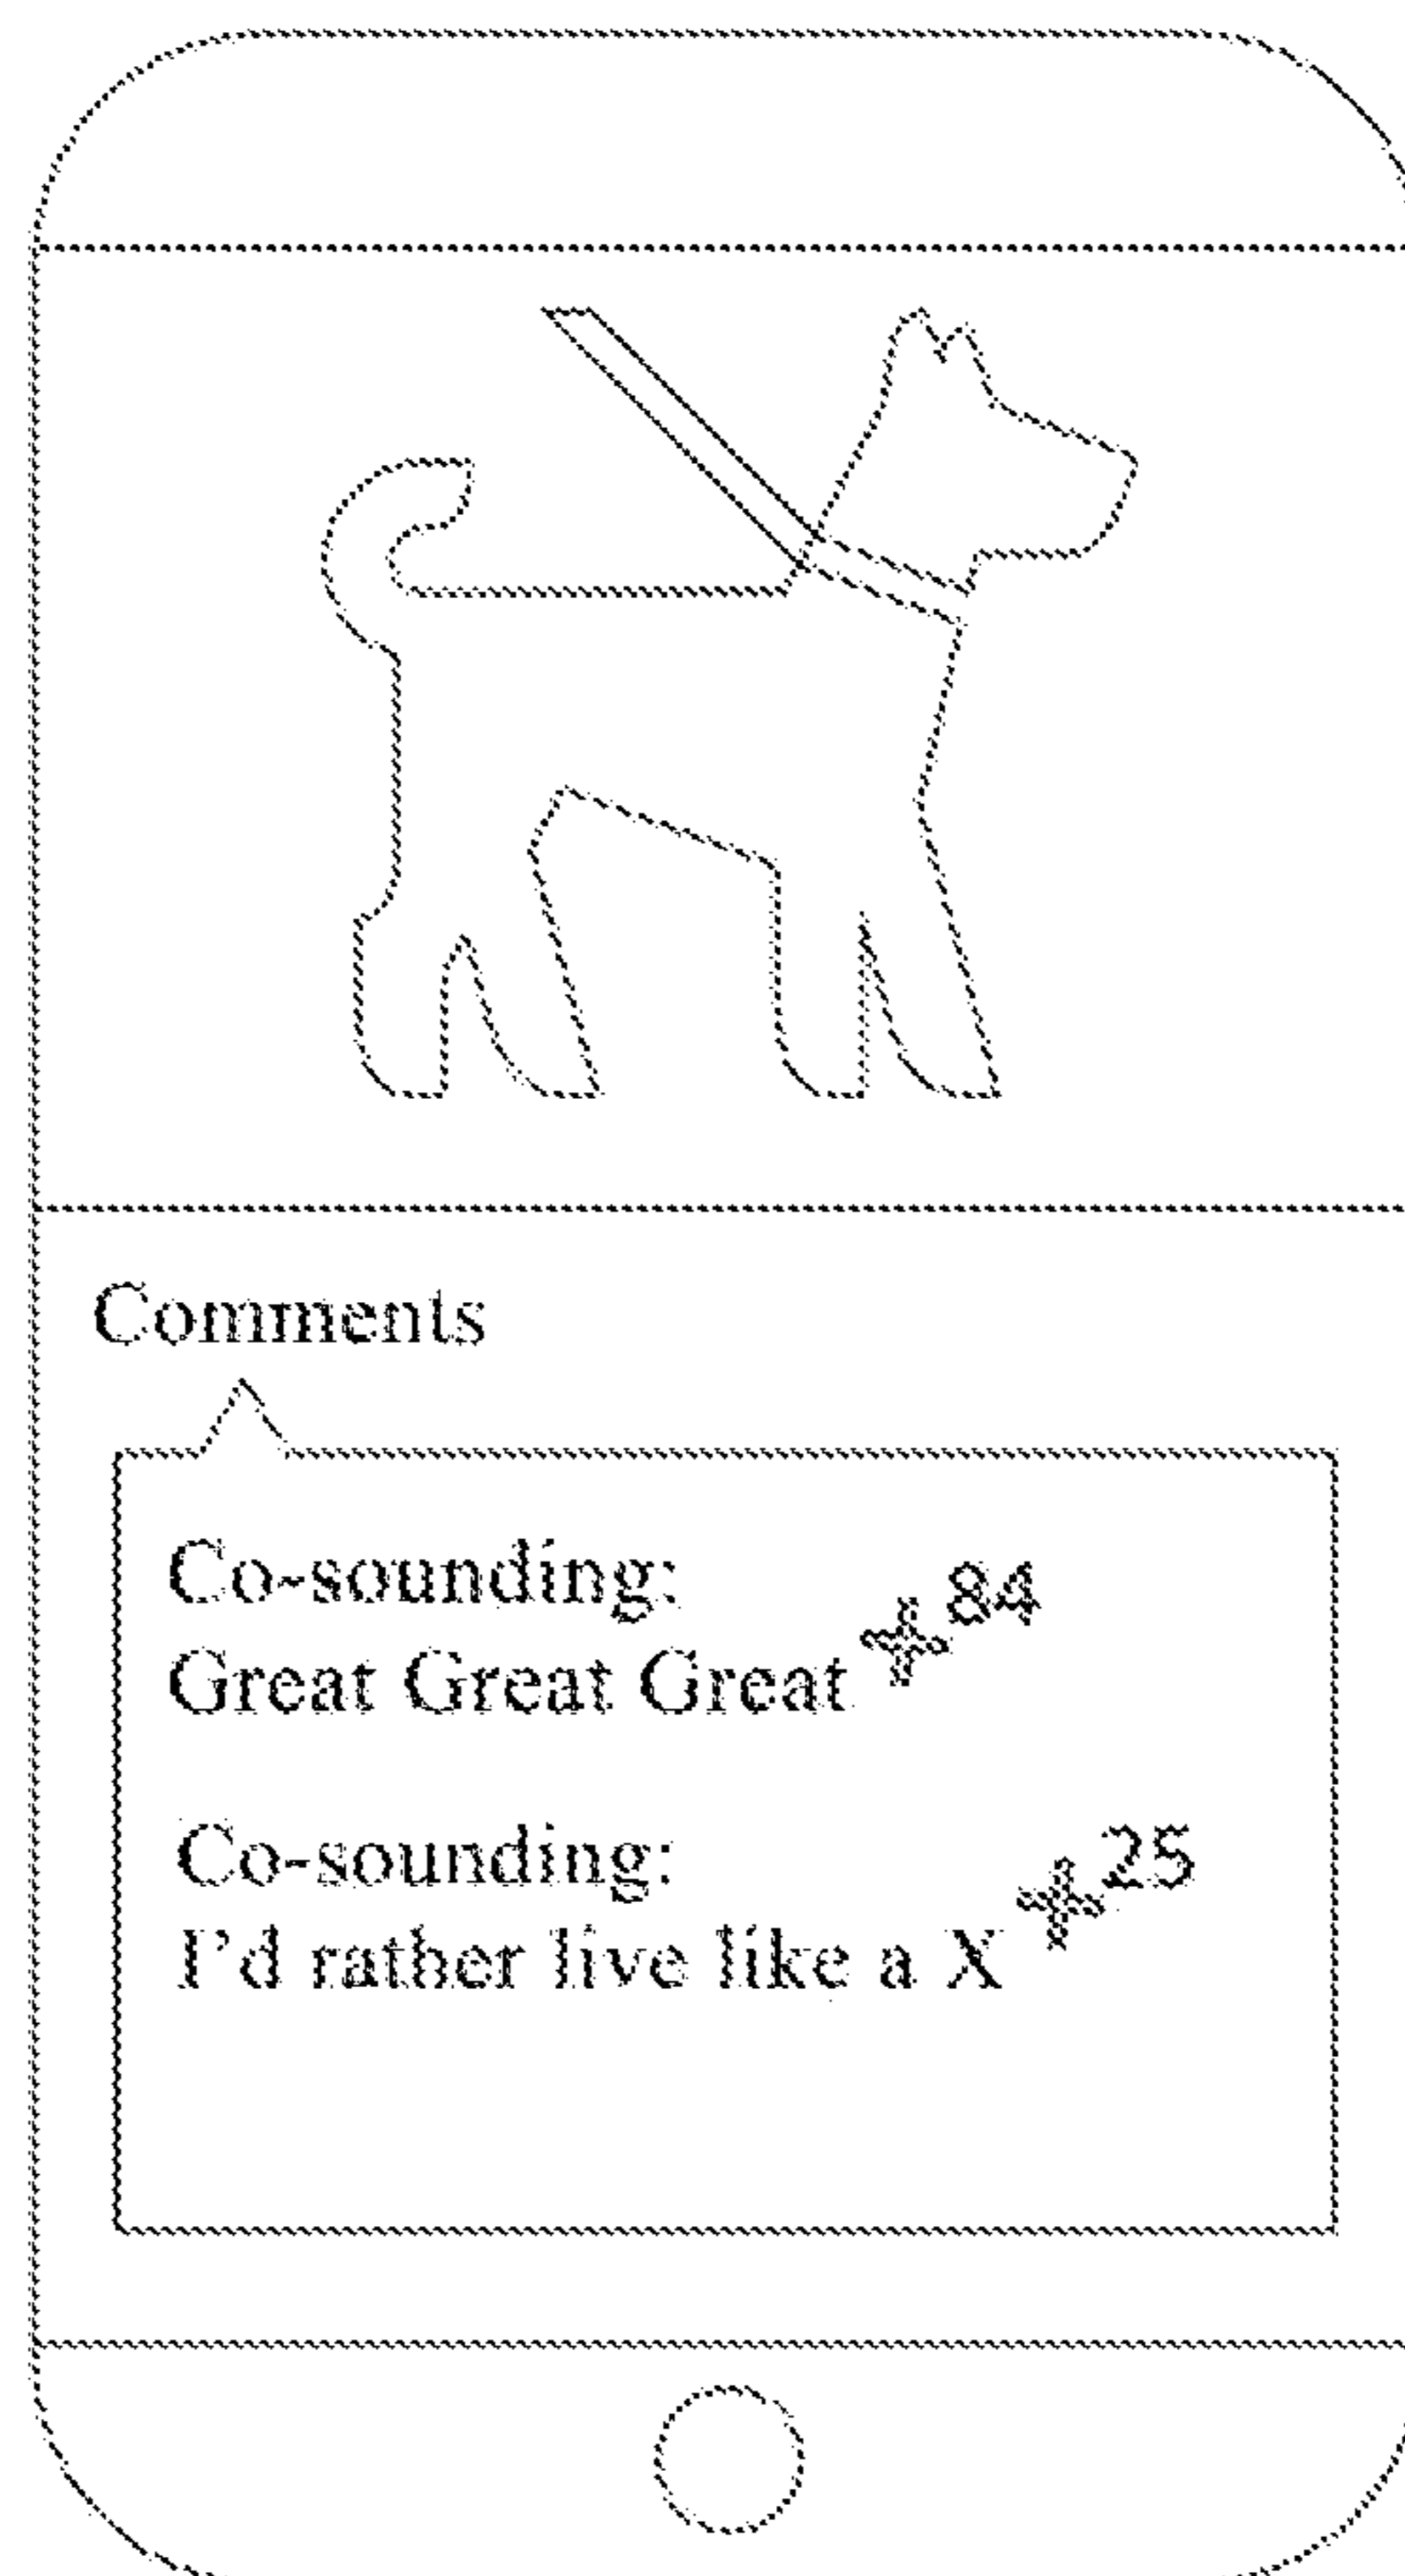 Comments
Co-sounding:
Great Great Great +84
Co-sounding:
I'd rather live like a X +25